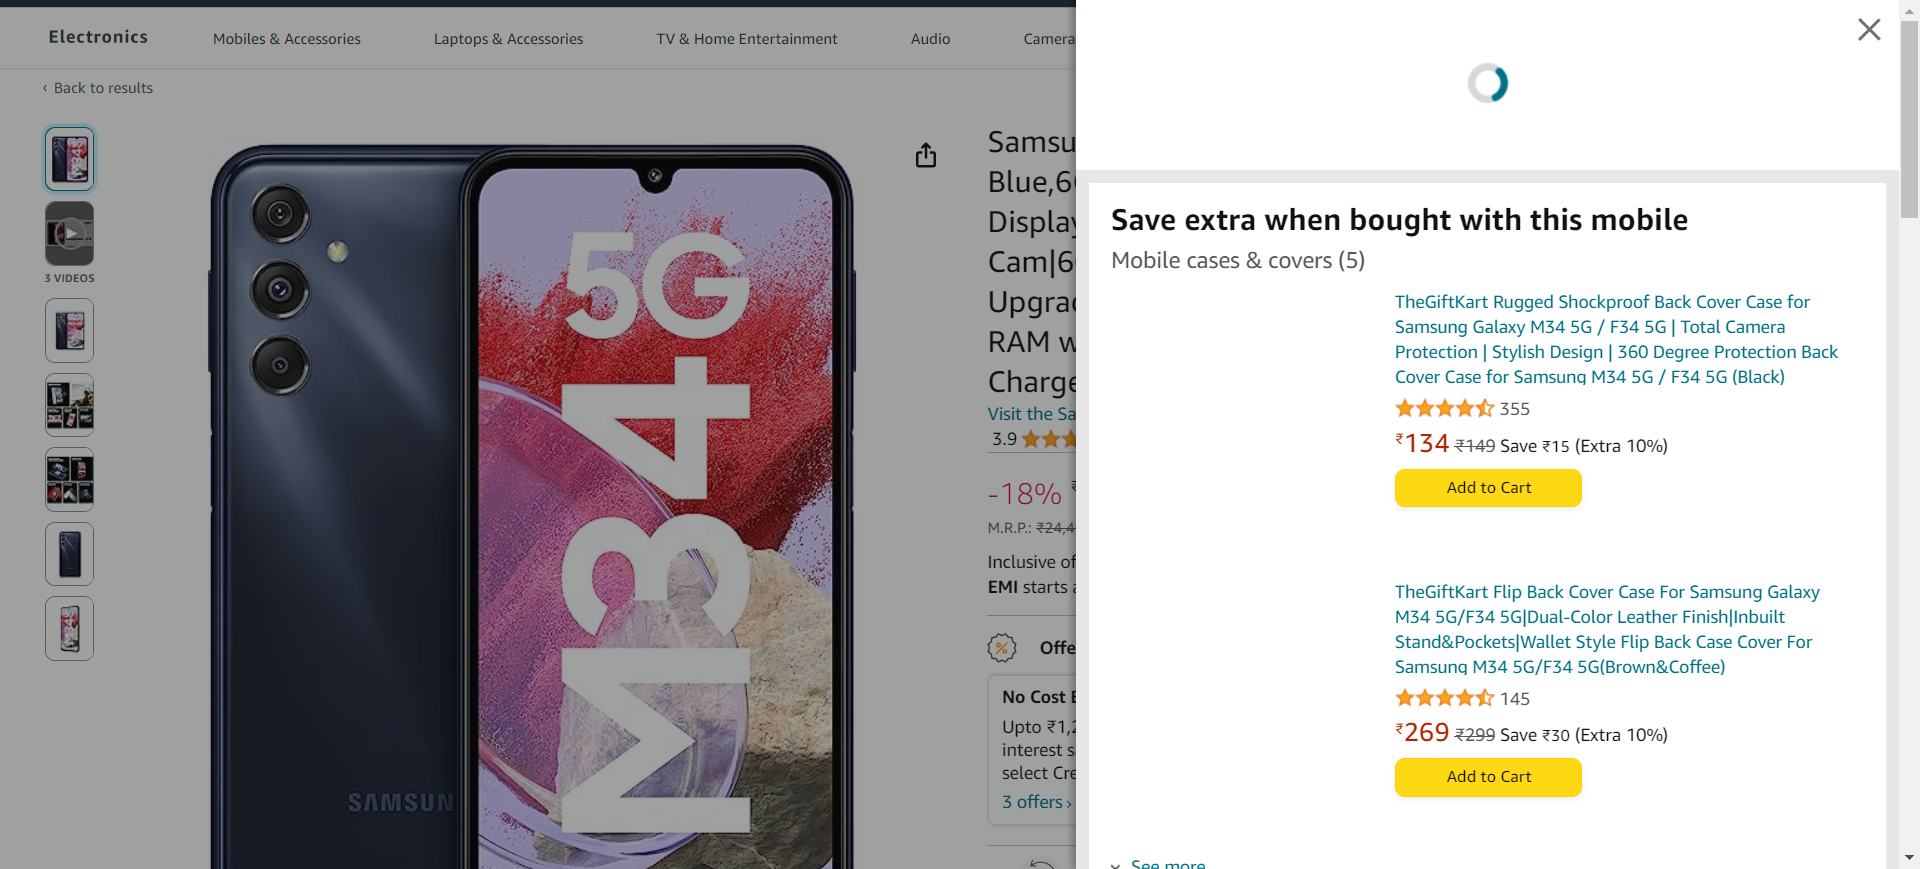 Electronics
Mobiles & Accessories
Laptops & Accessories
TV & Home Entertainment
Audio
Camera
‹ Back to results
3 VIDEOS
5G
M34
SAMSUN
Samsu
Blue,6
Display
Cam|6
Upgrad
RAM w
Charge
Visit the Sa
3.9
-18%
M.R.P.: ₹24,4
Inclusive of
EMI starts
Offe
No Cost E
Upto ₹1,2
interest s
select Cre
3 offers ›
Save extra when bought with this mobile
Mobile cases & covers (5)
TheGiftKart Rugged Shockproof Back Cover Case for
Samsung Galaxy M34 5G / F34 5G | Total Camera
Protection | Stylish Design | 360 Degree Protection Back
Cover Case for Samsung M34 5G / F34 5G (Black)
355
₹134 ₹149 Save ₹15 (Extra 10%)
Add to Cart
TheGiftKart Flip Back Cover Case For Samsung Galaxy
M34 5G/F34 5G|Dual-Color Leather Finish|Inbuilt
Stand&Pockets|Wallet Style Flip Back Case Cover For
Samsung M34 5G/F34 5G(Brown&Coffee)
145
₹269 ₹299 Save ₹30 (Extra 10%)
Add to Cart
See more